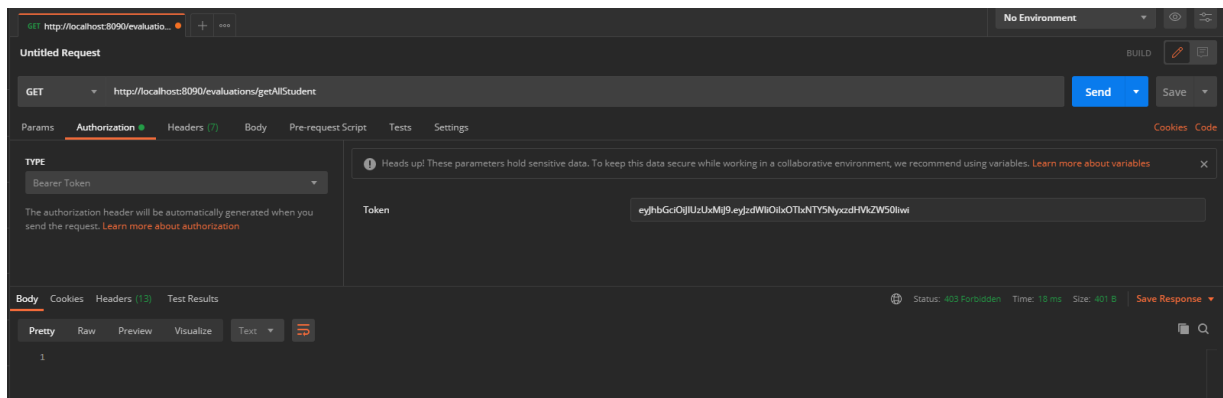 GET http://localhost:8090/evaluatio...
No Environment
Untitled Request
BUILD
GET http://localhost:8090/evaluations/getAllStudent
Send
Save
Params Authorization Headers (7) Body Pre-request Script Tests Settings
Cookies Code
TYPE
Bearer Token
The authorization header will be automatically generated when you
send the request. Learn more about authorization
Heads up! These parameters hold sensitive data. To keep this data secure while working in a collaborative environment, we recommend using variables. Learn more about variables
Token
eyJhbGciOiJIUzUxMiJ9.eyJzdWIiOiIxOTIxNTY5NyxzdHVkZW50Iiwi
Body Cookies Headers (13) Test Results
Status: 403 Forbidden Time: 18 ms Size: 401 B Save Response
Pretty Raw Preview Visualize Text
1